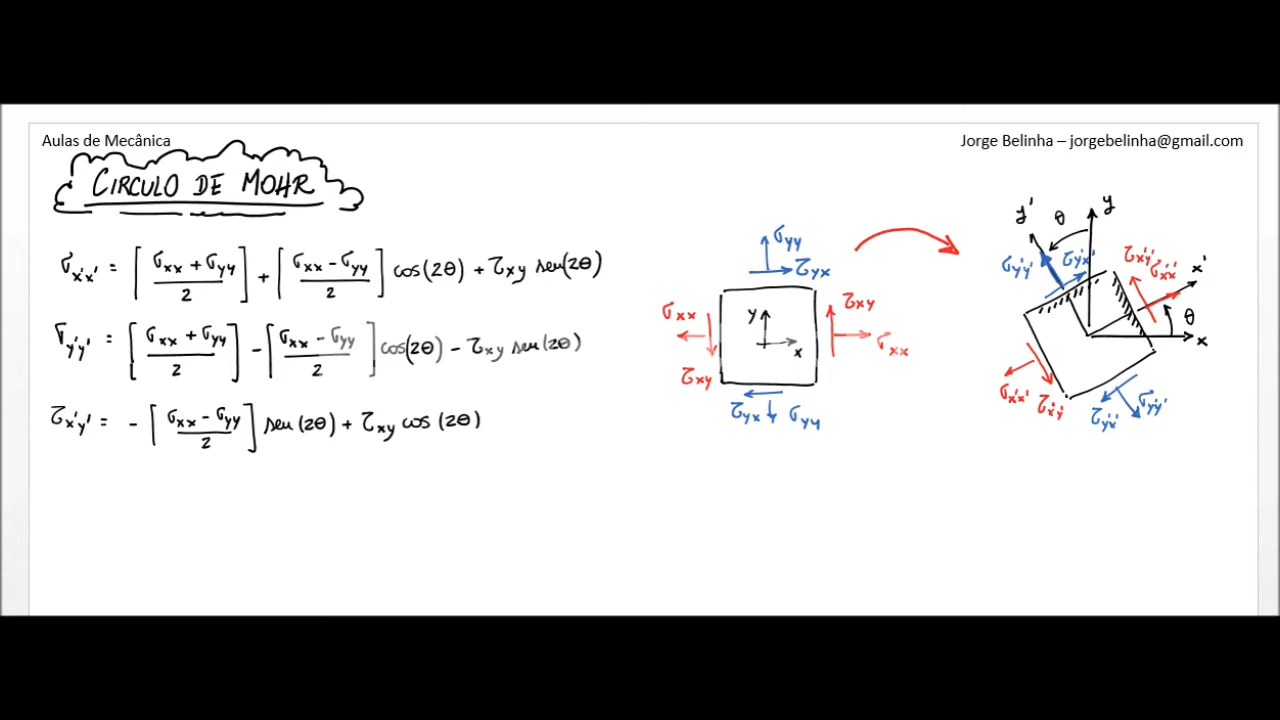 Aulas de Mecânica
Jorge Belinha – jorgebelinha@gmail.com
CIRCULO DE MOHR
σx'x' = [σxx + σyy / 2] + [σxx - σyy / 2] cos(2θ) + τxy sen(2θ)
σy'y' = [σxx + σyy / 2] - [σxx - σyy / 2] cos(2θ) - τxy sen(2θ)
τx'y' = - [σxx - σyy / 2] sen(2θ) + τxy cos(2θ)
σyy
τyx
σxx
τxy
y
x
τxy
σxx
τyx
σyy
y'
θ
y
σy'y'
τy'x'
τx'y'
σx'x'
x'
θ
x
σx'x'
τx'y'
τy'x'
σy'y'